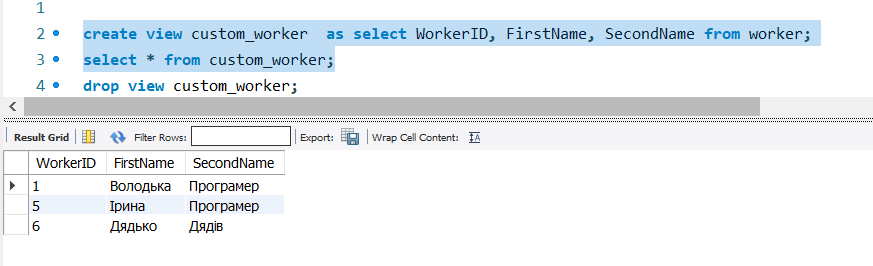 1
2 create view custom_worker  as select WorkerID, FirstName, SecondName from worker;
3 select * from custom_worker;
4 drop view custom_worker;
Result Grid Filter Rows: Export: Wrap Cell Content:
WorkerID FirstName SecondName
1 Володька Програмер
5 Ірина Програмер
6 Дядько Дядів